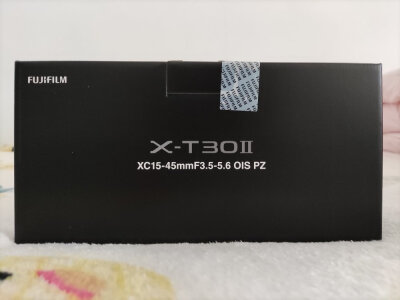 FUJIFILM
X-T30II
XC15-45mmF3.5-5.6 OIS PZ